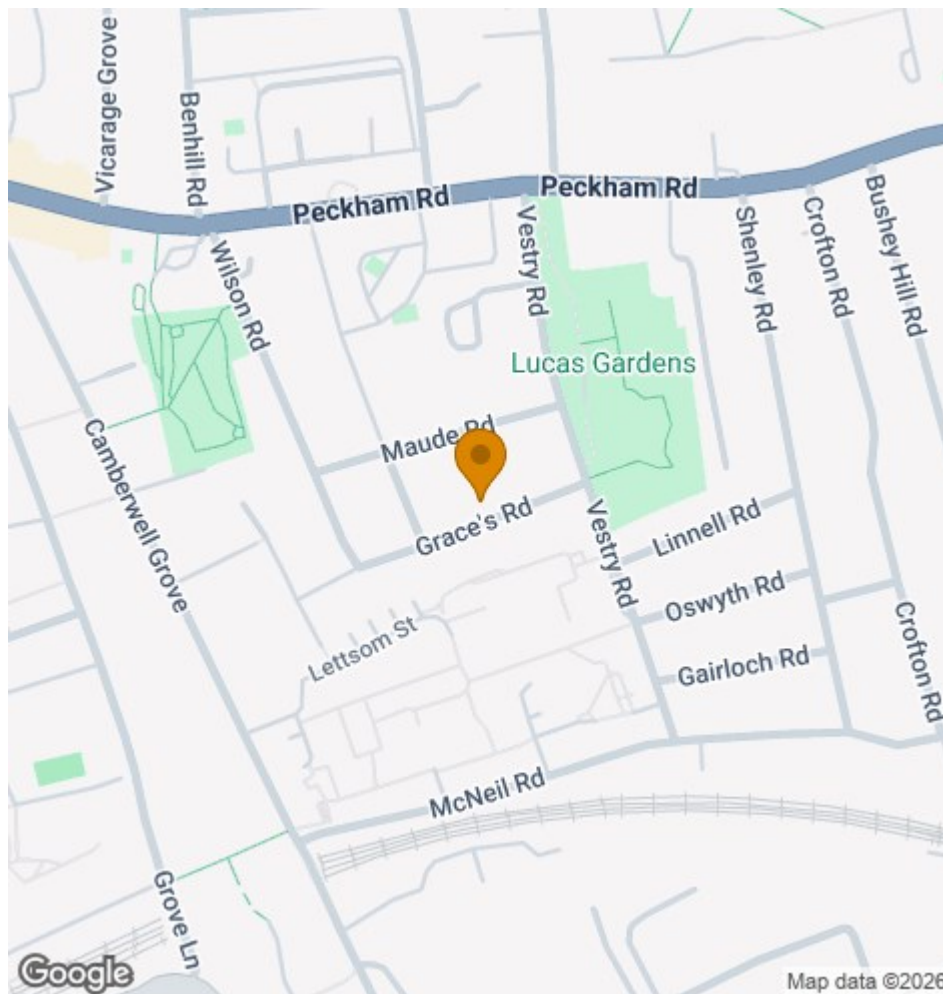 Vicarage Grove
Benhill Rd
Peckham Rd
Peckham Rd
Wilson Rd
Vestry Rd
Shenley Rd
Crofton Rd
Bushey Hill Rd
Lucas Gardens
Maude Rd
Camberwell Grove
Grace's Rd
Vestry Rd
Linnell Rd
Oswyth Rd
Lettsom St
Gairloch Rd
Crofton Rd
McNeil Rd
Grove Ln
Google
Map data ©2026